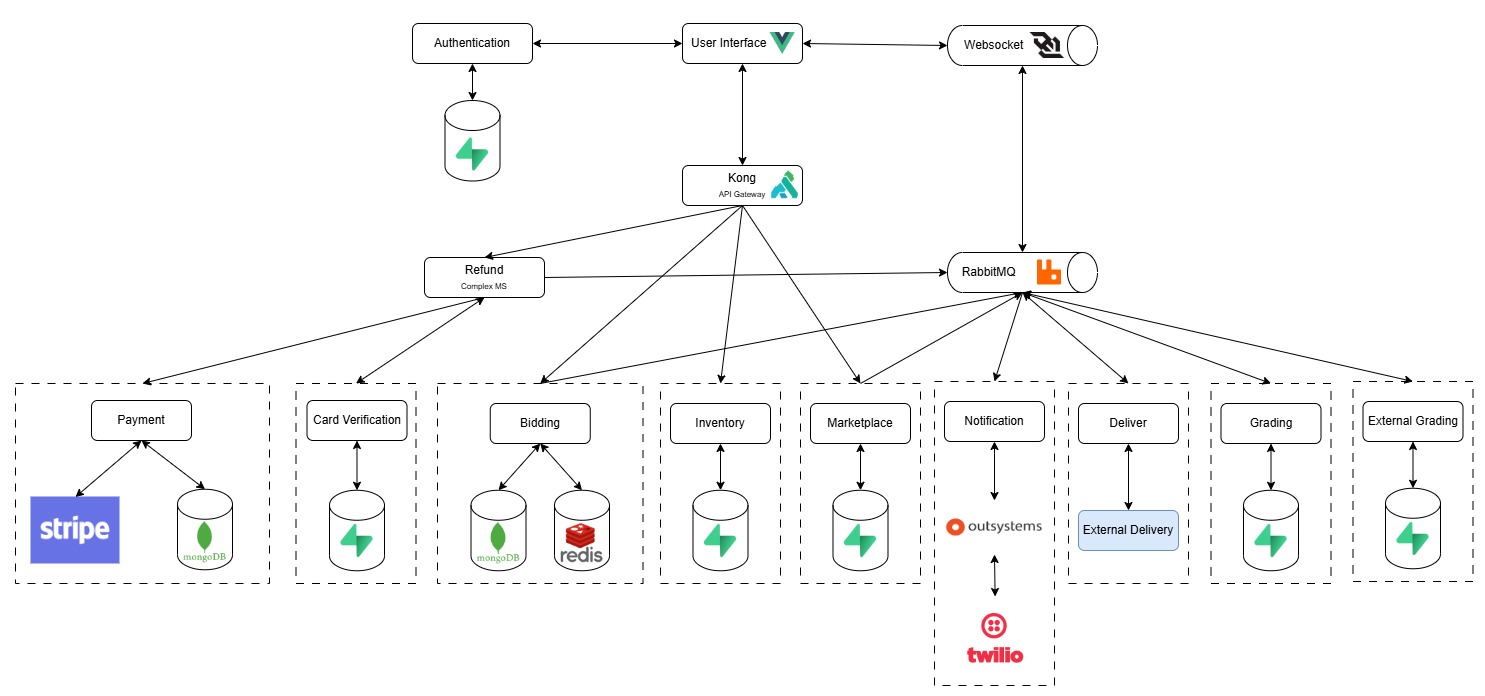 Authentication
User Interface
Websocket
Kong
API Gateway
Refund
Complex MS
RabbitMQ
Payment
Card Verification
Bidding
Inventory
Marketplace
Notification
Deliver
Grading
External Grading
stripe
mongoDB
mongoDB
redis
outsystems
External Delivery
twilio